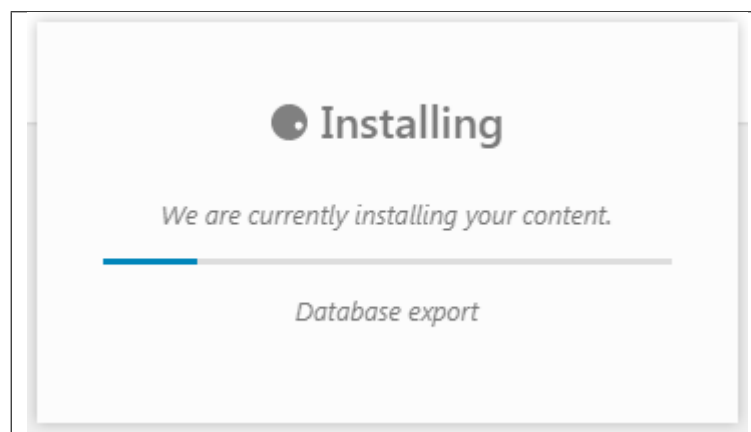 Installing
We are currently installing your content.
Database export